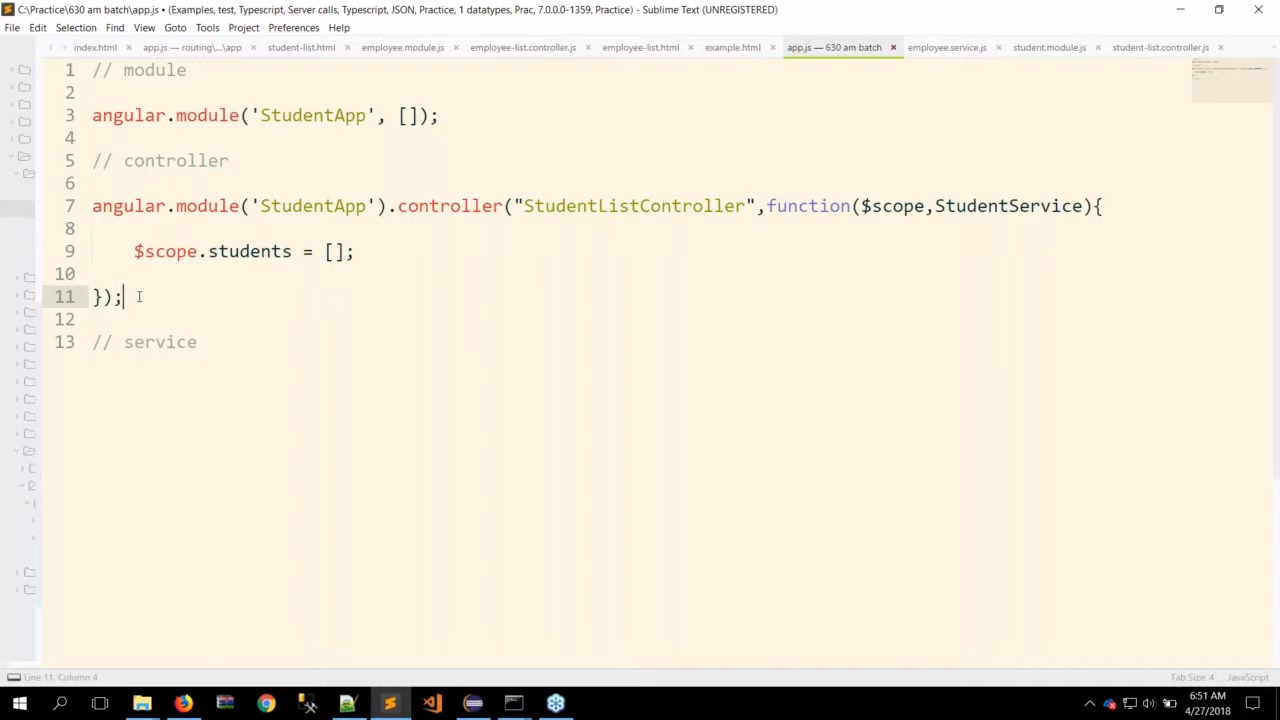 C:\Practice\630 am batch\app.js • (Examples, test, Typescript, Server calls, Typescript, JSON, Practice, 1 datatypes, Prac, 7.0.0.0-1359, Practice) - Sublime Text (UNREGISTERED)
File Edit Selection Find View Goto Tools Project Preferences Help
index.html × app.js — routing\...\app × student-list.html × employee.module.js × employee-list.controller.js × employee-list.html × example.html × app.js — 630 am batch × employee.service.js × student.module.js × student-list.controller.js ×
1 // module
2
3 angular.module('StudentApp', []);
4
5 // controller
6
7 angular.module('StudentApp').controller("StudentListController",function($scope,StudentService){
8
9 $scope.students = [];
10
11 });
12
13 // service
Line 11, Column 4 Tab Size: 4 JavaScript
6:51 AM
4/27/2018